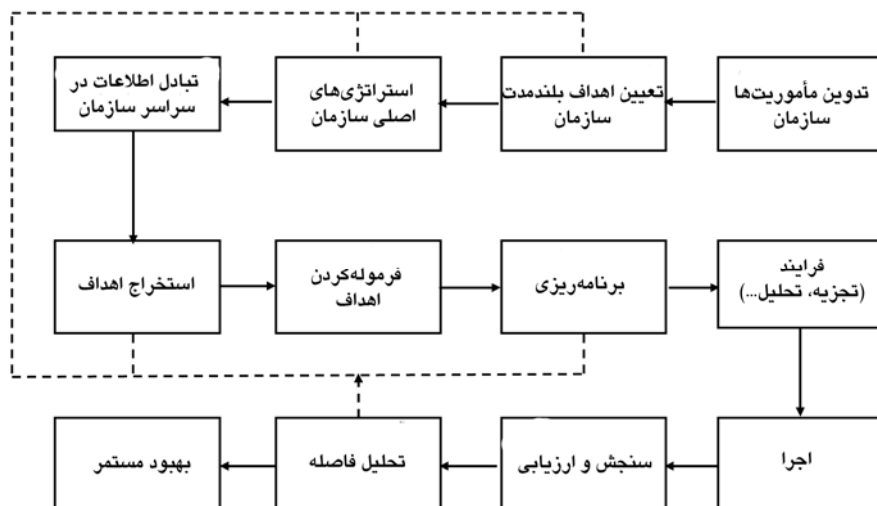 تدوین مأموریت‌ها
سازمان
تعیین اهداف بلندمدت
سازمان
استراتژی‌های
اصلی سازمان
تبادل اطلاعات در
سراسر سازمان
استخراج اهداف
فرموله‌کردن
اهداف
برنامه‌ریزی
فرایند
(تجزیه، تحلیل...)
اجرا
سنجش و ارزیابی
تحلیل فاصله
بهبود مستمر